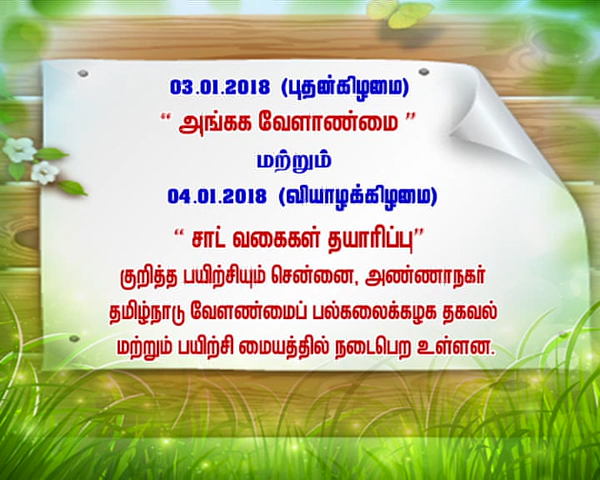 03.01.2018 (புதன்கிழமை)
“ அங்கக வேளாண்மை ”
மற்றும்
04.01.2018 (வியாழக்கிழமை)
“ சாட் வகைகள் தயாரிப்பு”
குறித்த பயிற்சியும் சென்னை, அண்ணாநகர்
தமிழ்நாடு வேளண்மைப் பல்கலைக்கழக தகவல்
மற்றும் பயிற்சி மையத்தில் நடைபெற உள்ளன.